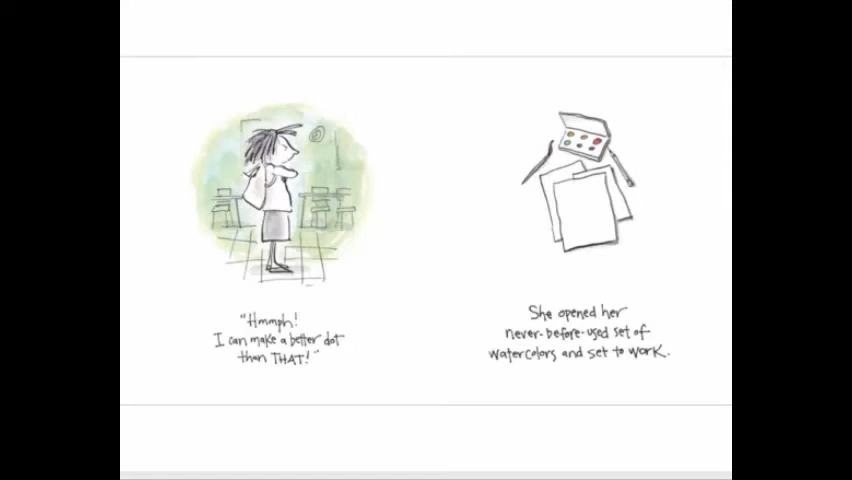 "Hmmph!
I can make a better dot
than THAT!"
She opened her
never-before-used set of
watercolors and set to work.